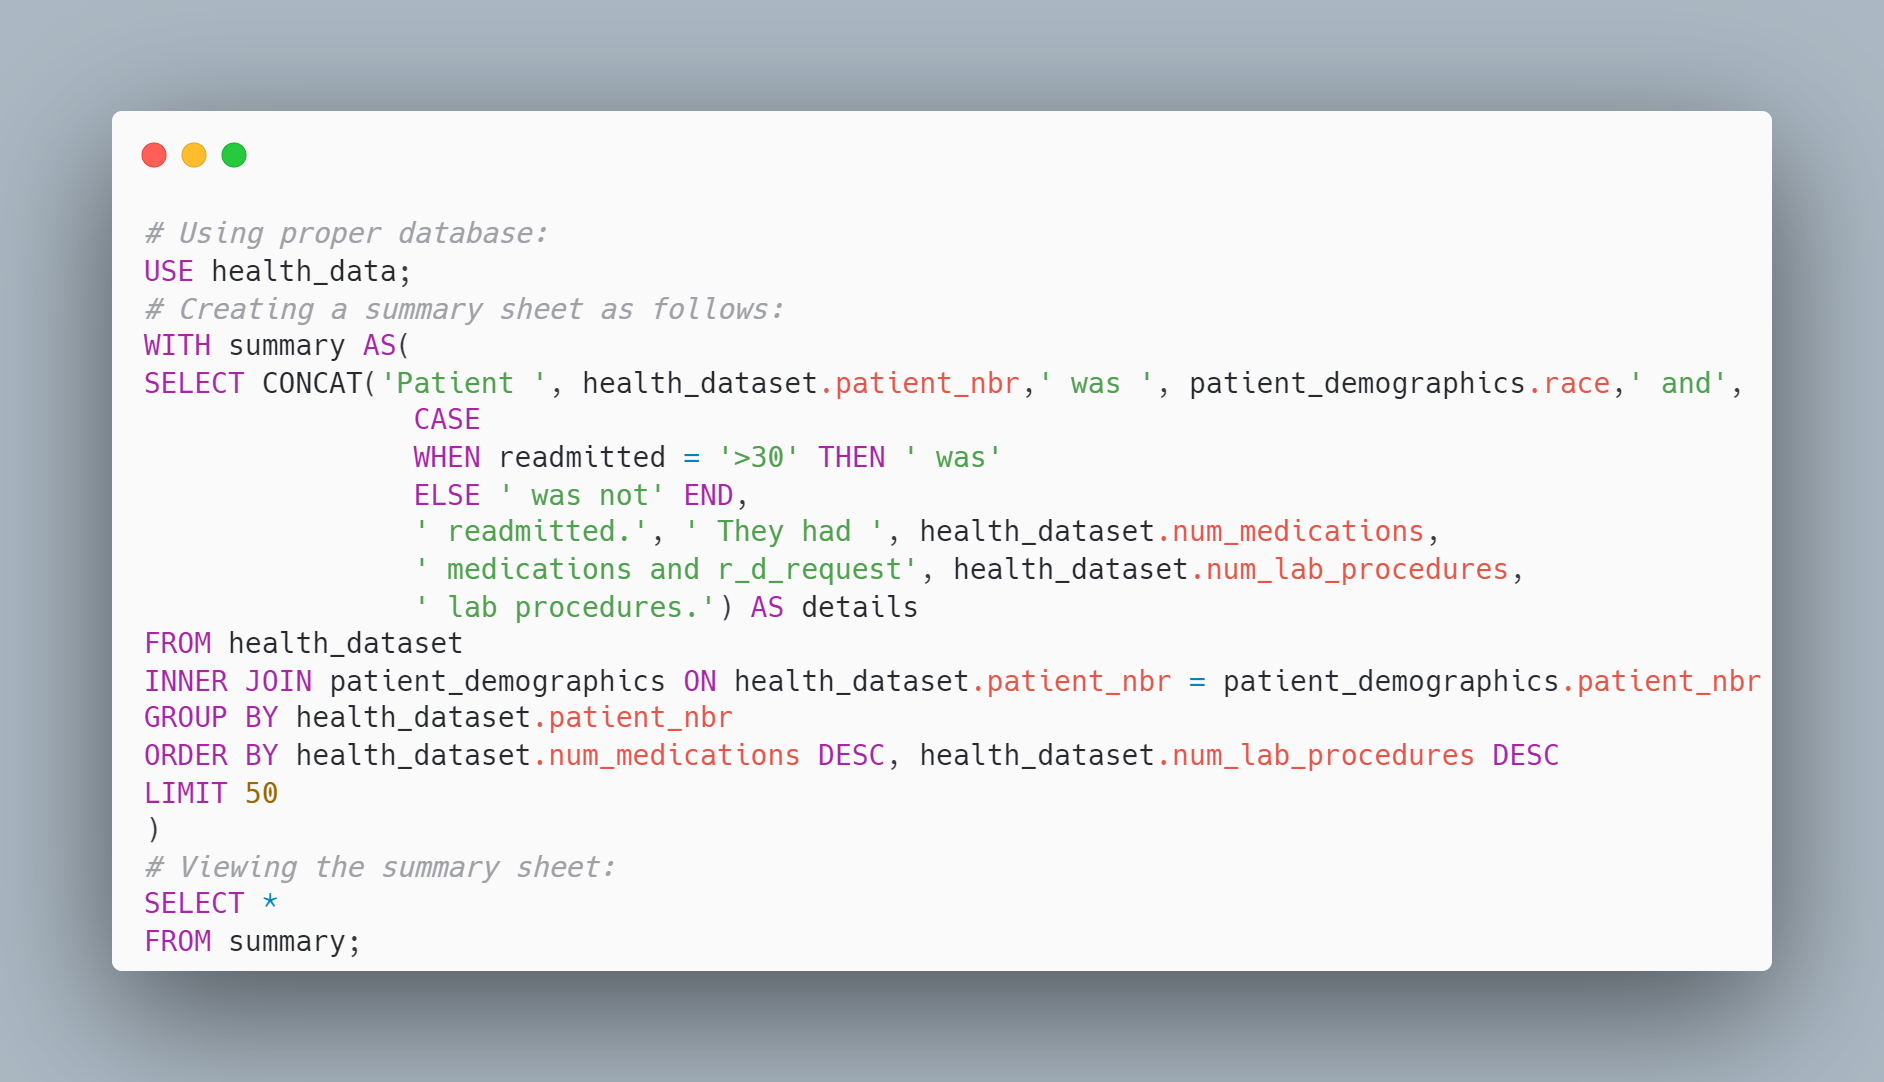 # Using proper database:
USE health_data;
# Creating a summary sheet as follows:
WITH summary AS(
SELECT CONCAT('Patient ', health_dataset.patient_nbr,' was ', patient_demographics.race,' and',
CASE
WHEN readmitted = '>30' THEN ' was'
ELSE ' was not' END,
' readmitted.', ' They had ', health_dataset.num_medications,
' medications and r_d_request', health_dataset.num_lab_procedures,
' lab procedures.') AS details
FROM health_dataset
INNER JOIN patient_demographics ON health_dataset.patient_nbr = patient_demographics.patient_nbr
GROUP BY health_dataset.patient_nbr
ORDER BY health_dataset.num_medications DESC, health_dataset.num_lab_procedures DESC
LIMIT 50
)
# Viewing the summary sheet:
SELECT *
FROM summary;